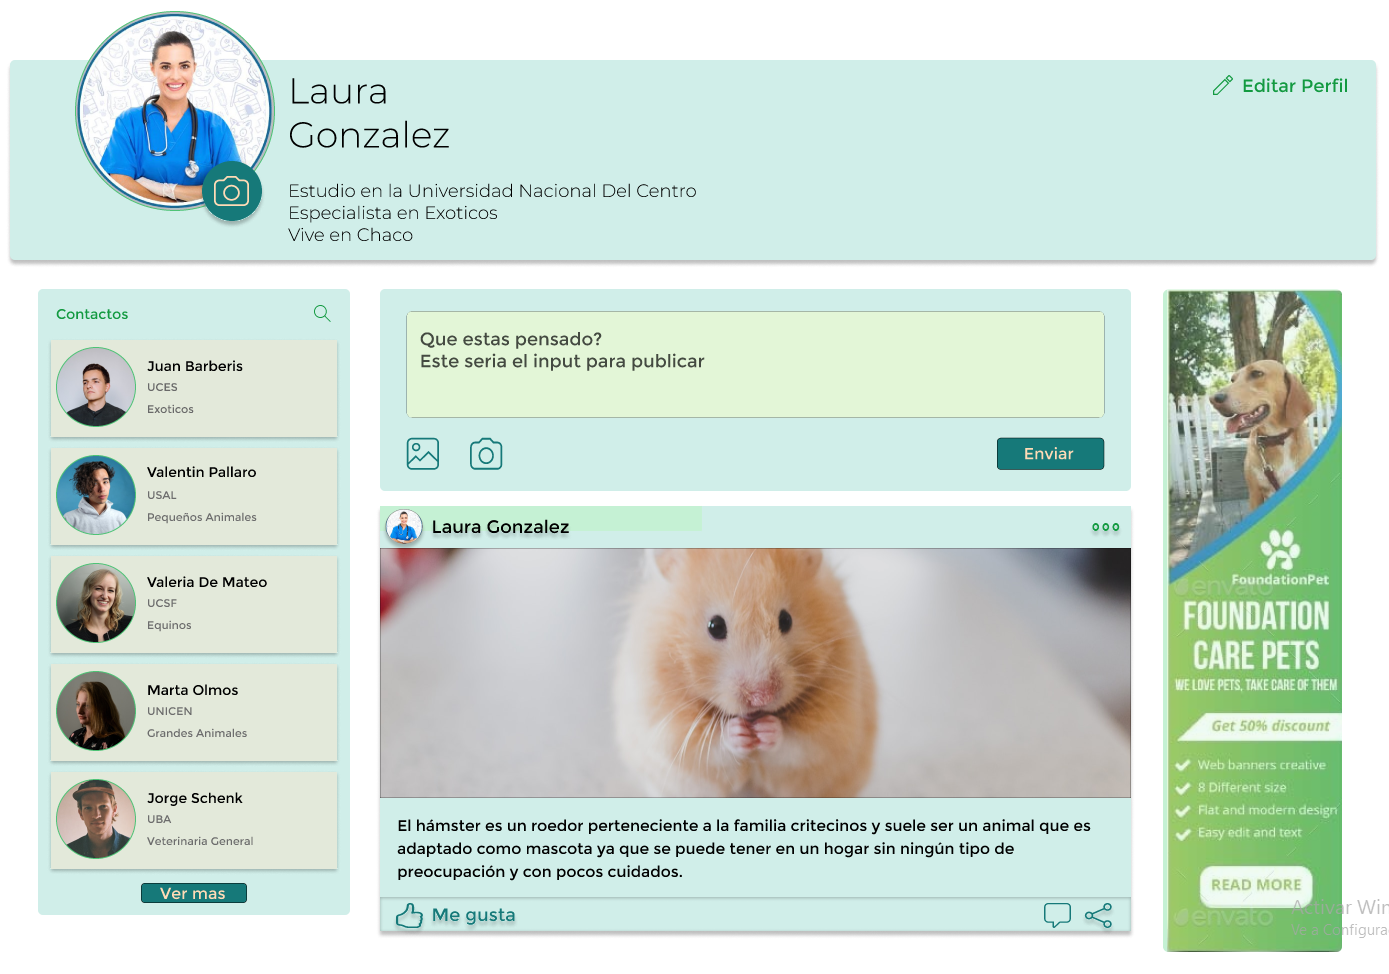 Laura
Gonzalez
Editar Perfil
Estudio en la Universidad Nacional Del Centro
Especialista en Exoticos
Vive en Chaco
Contactos
Juan Barberis
UCES
Exoticos
Valentin Pallaro
USAL
Pequeños Animales
Valeria De Mateo
UCSF
Equinos
Marta Olmos
UNICEN
Grandes Animales
Jorge Schenk
UBA
Veterinaria General
Ver mas
Que estas pensado?
Este seria el input para publicar
Enviar
Laura Gonzalez
El hámster es un roedor perteneciente a la familia critecinos y suele ser un animal que es
adaptado como mascota ya que se puede tener en un hogar sin ningún tipo de
preocupación y con pocos cuidados.
Me gusta
envato
FoundationPet
FOUNDATION
CARE PETS
WE LOVE PETS, TAKE CARE OF THEM
Get 50% discount
Web banners creative
8 Different size
Flat and modern design
Easy edit and text
READ MORE
envato
Activar Win
Ve a Configura